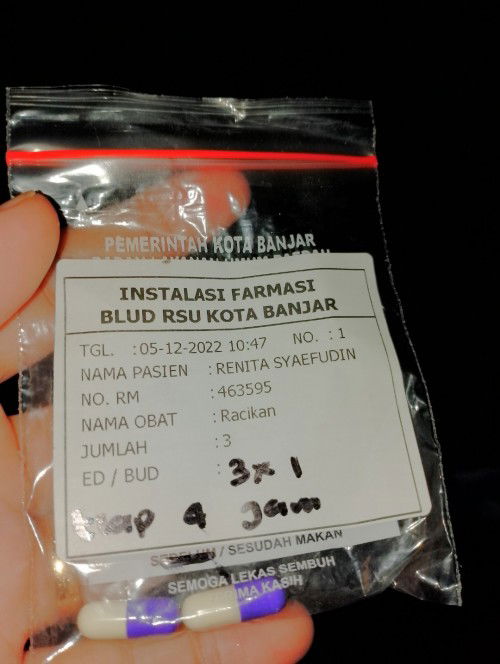 PEMERINTAH KOTA BANJAR
INSTALASI FARMASI
BLUD RSU KOTA BANJAR
TGL. : 05-12-2022 10:47 NO. : 1
NAMA PASIEN : RENITA SYAEFUDIN
NO. RM : 463595
NAMA OBAT : Racikan
JUMLAH : 3
ED / BUD : 3x1
4 Jam
SEBELUM / SESUDAH MAKAN
SEMOGA LEKAS SEMBUH
KASIH